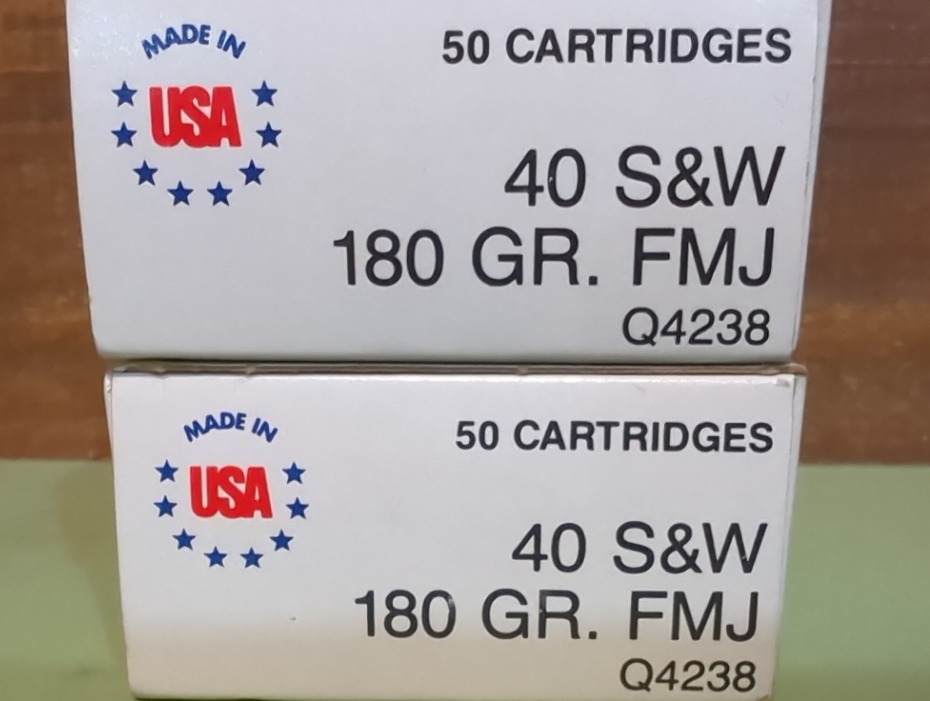 MADE IN
USA
50 CARTRIDGES
40 S&W
180 GR. FMJ
Q4238
MADE IN
USA
50 CARTRIDGES
40 S&W
180 GR. FMJ
Q4238